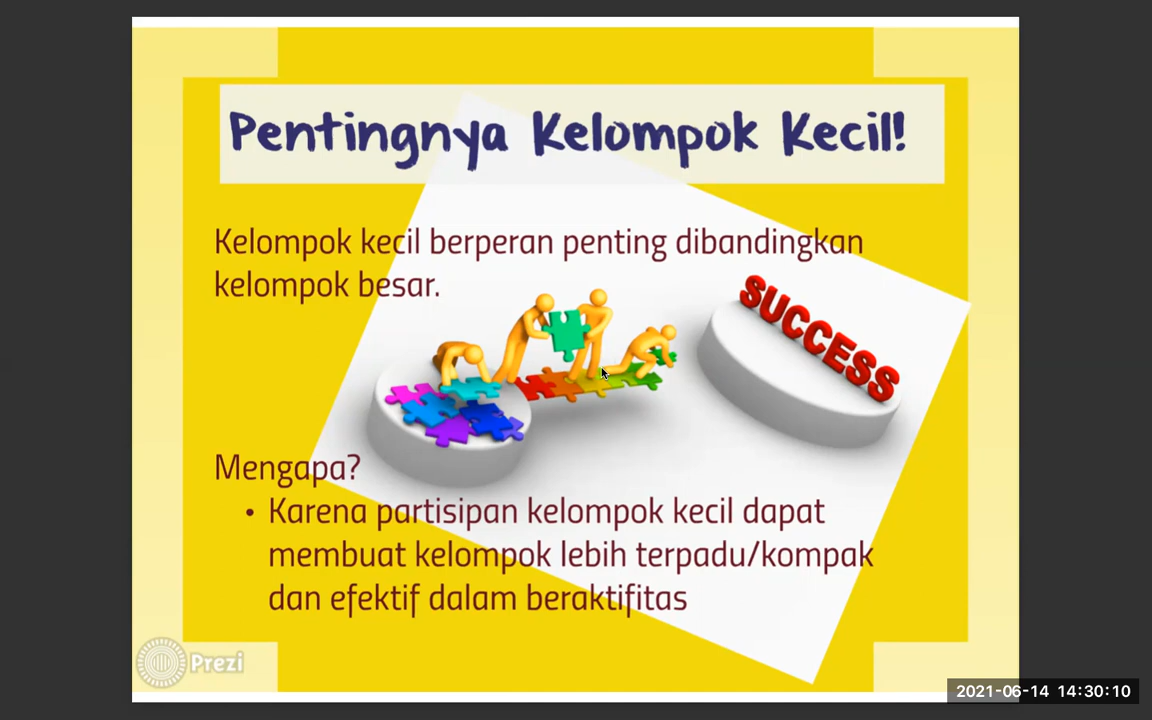 Pentingnya Kelompok Kecil!
Kelompok kecil berperan penting dibandingkan
kelompok besar.
SUCCESS
Mengapa?
• Karena partisipan kelompok kecil dapat
membuat kelompok lebih terpadu/kompak
dan efektif dalam beraktifitas
Prezi
2021-06-14 14:30:10